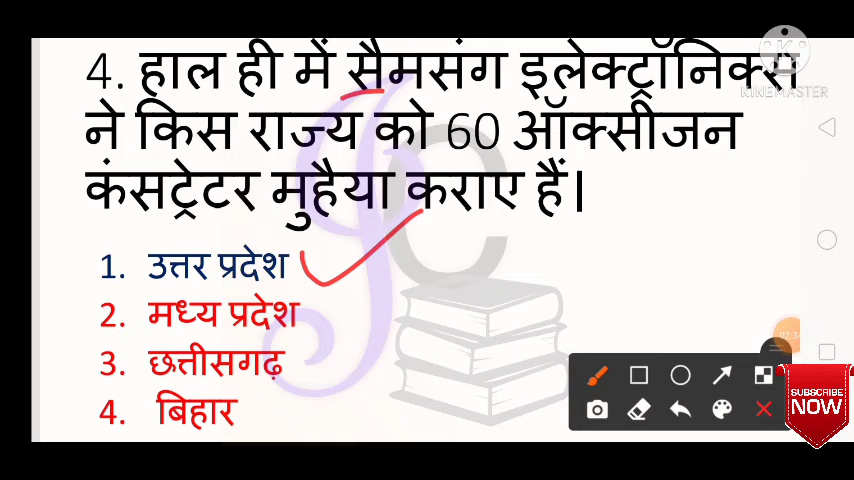 4. हाल ही में सैमसंग इलेक्ट्रॉनिक्स
KINEMASTER
ने किस राज्य को 60 ऑक्सीजन
कंसट्रेटर मुहैया कराए हैं।
1. उत्तर प्रदेश
2. मध्य प्रदेश
3. छत्तीसगढ़
4. बिहार
SUBSCRIBE
NOW